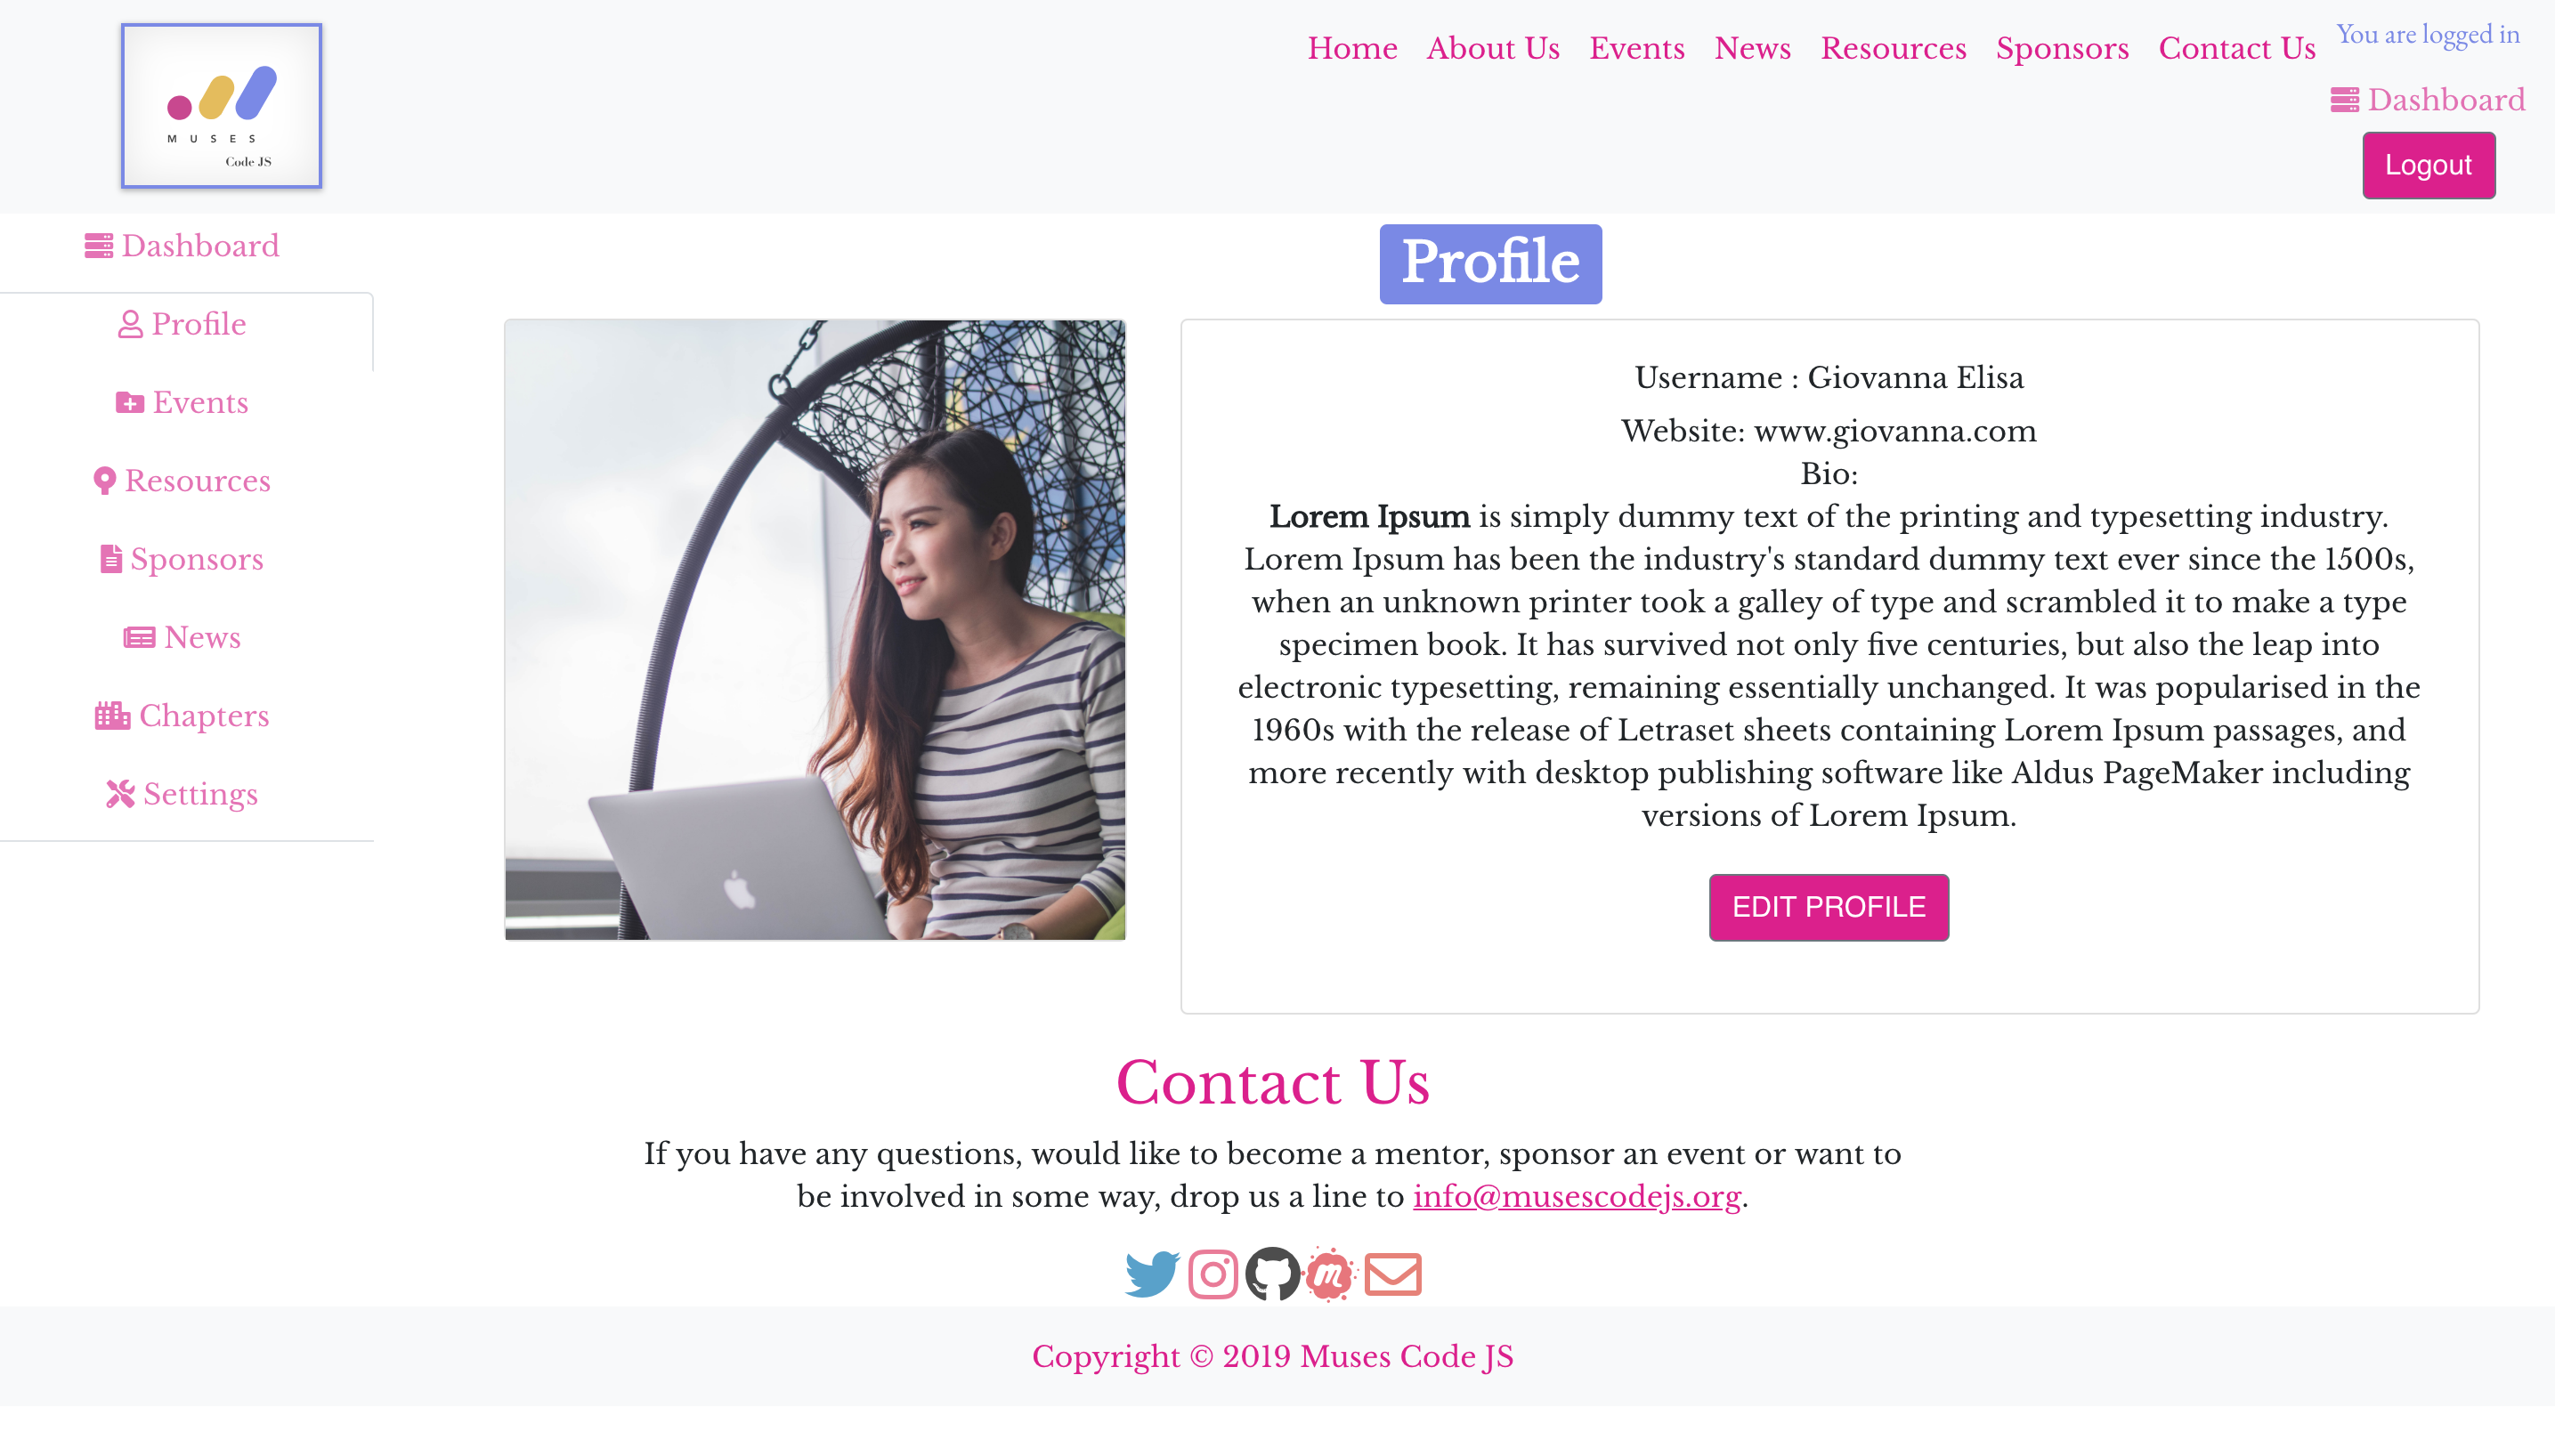 MUSES
Code JS
Home About Us Events News Resources Sponsors Contact Us
You are logged in
Dashboard
Logout
Dashboard
Profile
Events
Resources
Sponsors
News
Chapters
Settings
Profile
Username : Giovanna Elisa
Website: www.giovanna.com
Bio:
Lorem Ipsum is simply dummy text of the printing and typesetting industry.
Lorem Ipsum has been the industry's standard dummy text ever since the 1500s,
when an unknown printer took a galley of type and scrambled it to make a type
specimen book. It has survived not only five centuries, but also the leap into
electronic typesetting, remaining essentially unchanged. It was popularised in the
1960s with the release of Letraset sheets containing Lorem Ipsum passages, and
more recently with desktop publishing software like Aldus PageMaker including
versions of Lorem Ipsum.
EDIT PROFILE
Contact Us
If you have any questions, would like to become a mentor, sponsor an event or want to
be involved in some way, drop us a line to info@musescodejs.org.
Copyright © 2019 Muses Code JS